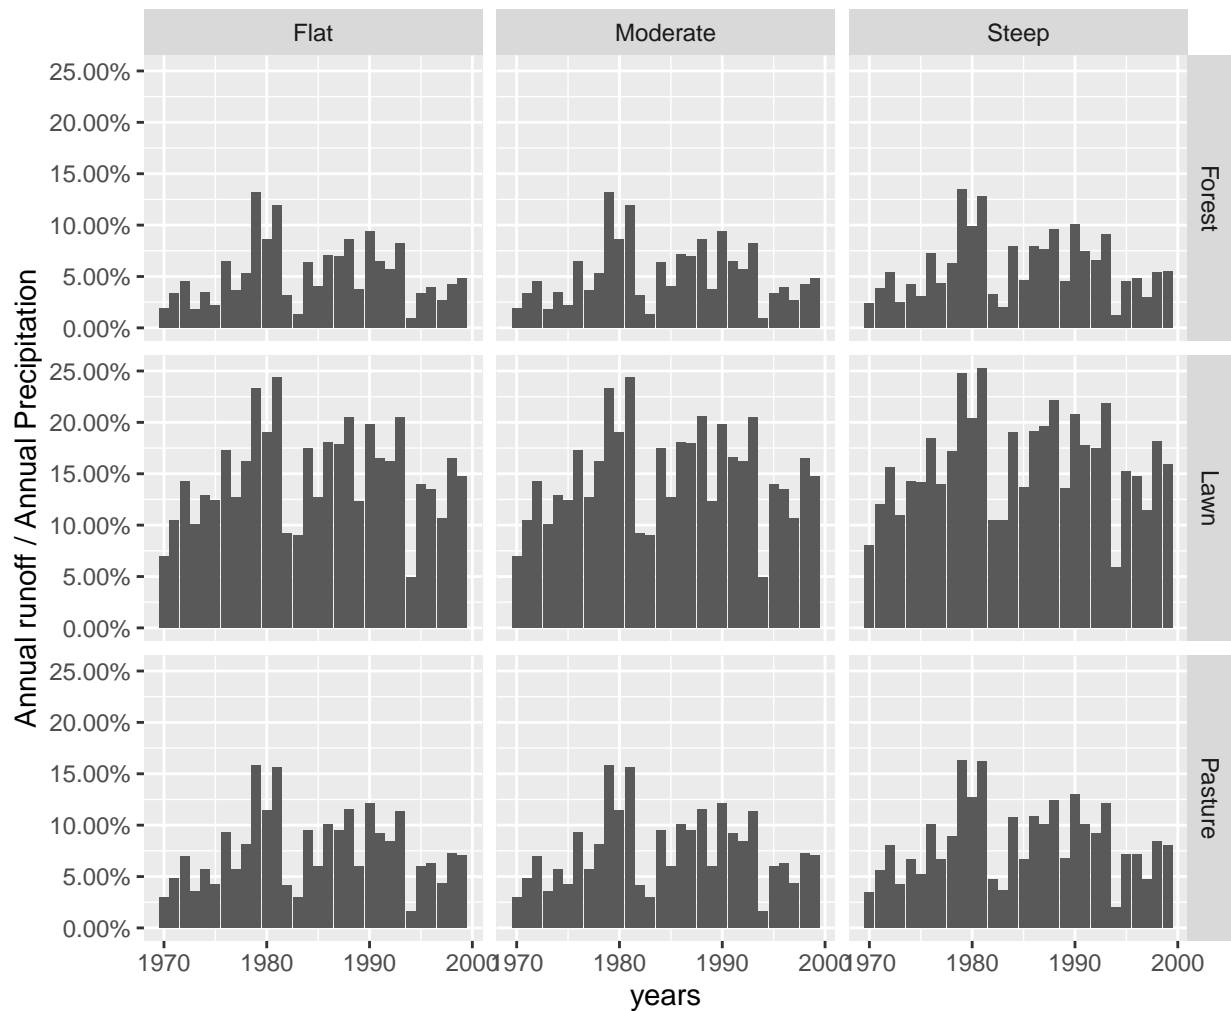 Flat Moderate Steep
Annual runoff / Annual Precipitation
25.00%
20.00%
15.00%
10.00%
5.00%
0.00%
Forest
25.00%
20.00%
15.00%
10.00%
5.00%
0.00%
Lawn
25.00%
20.00%
15.00%
10.00%
5.00%
0.00%
Pasture
1970 1980 1990 2000 1970 1980 1990 2000 1970 1980 1990 2000
years